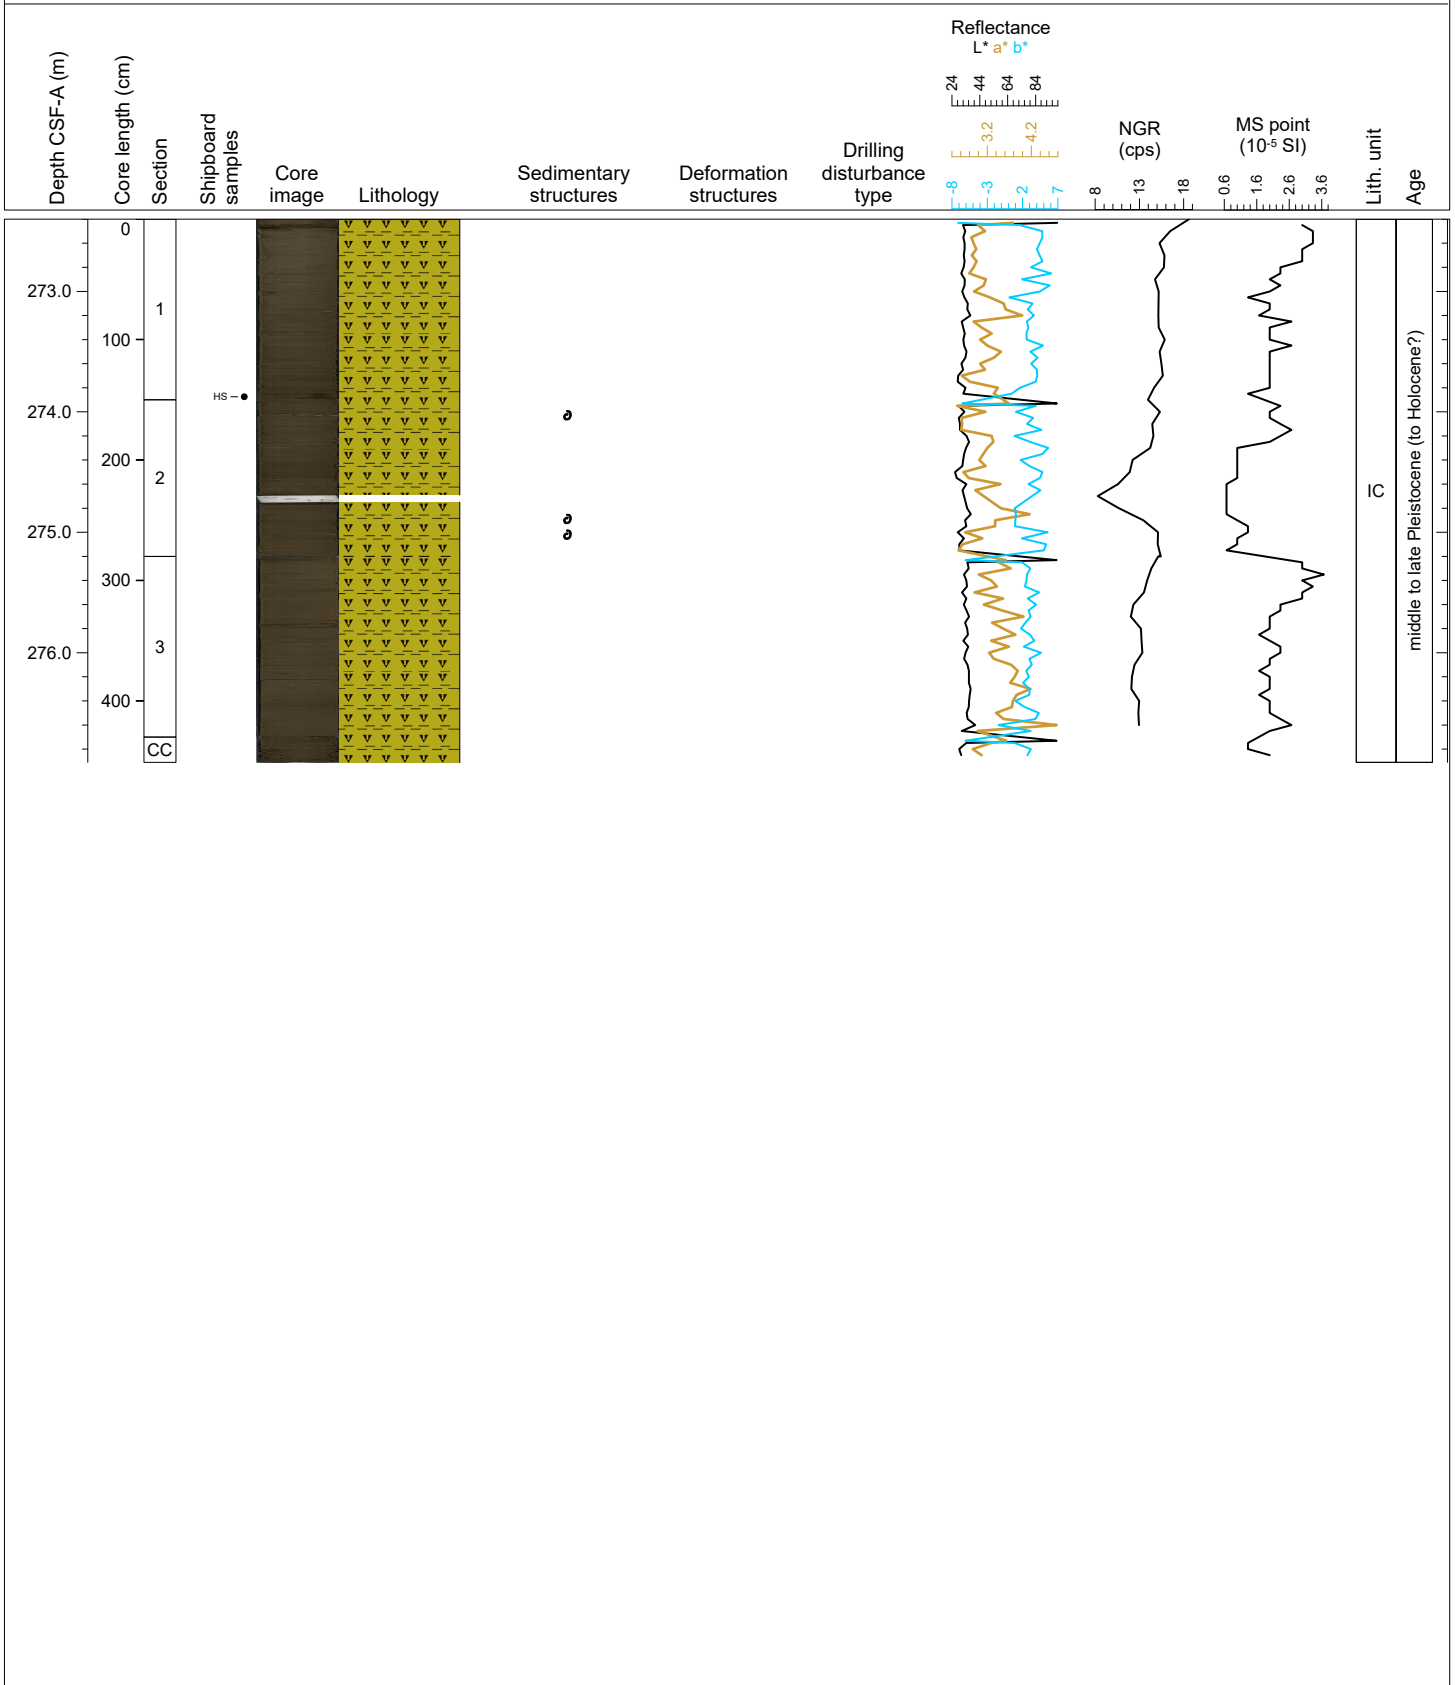 Depth CSF-A (m)
Core length (cm)
Section
Shipboard
samples
Core
image
Lithology
Sedimentary
structures
Deformation
structures
Drilling
disturbance
type
Reflectance
L* a* b*
24 44 64 84
3.2 4.2
-8 -3 2 7
NGR
(cps)
8 13 18
MS point
(10-5 SI)
0.6 1.6 2.6 3.6
Lith. unit
Age
0
273.0
1
100
HS
274.0
200
2
IC
275.0
300
276.0
3
400
CC
middle to late Pleistocene (to Holocene?)